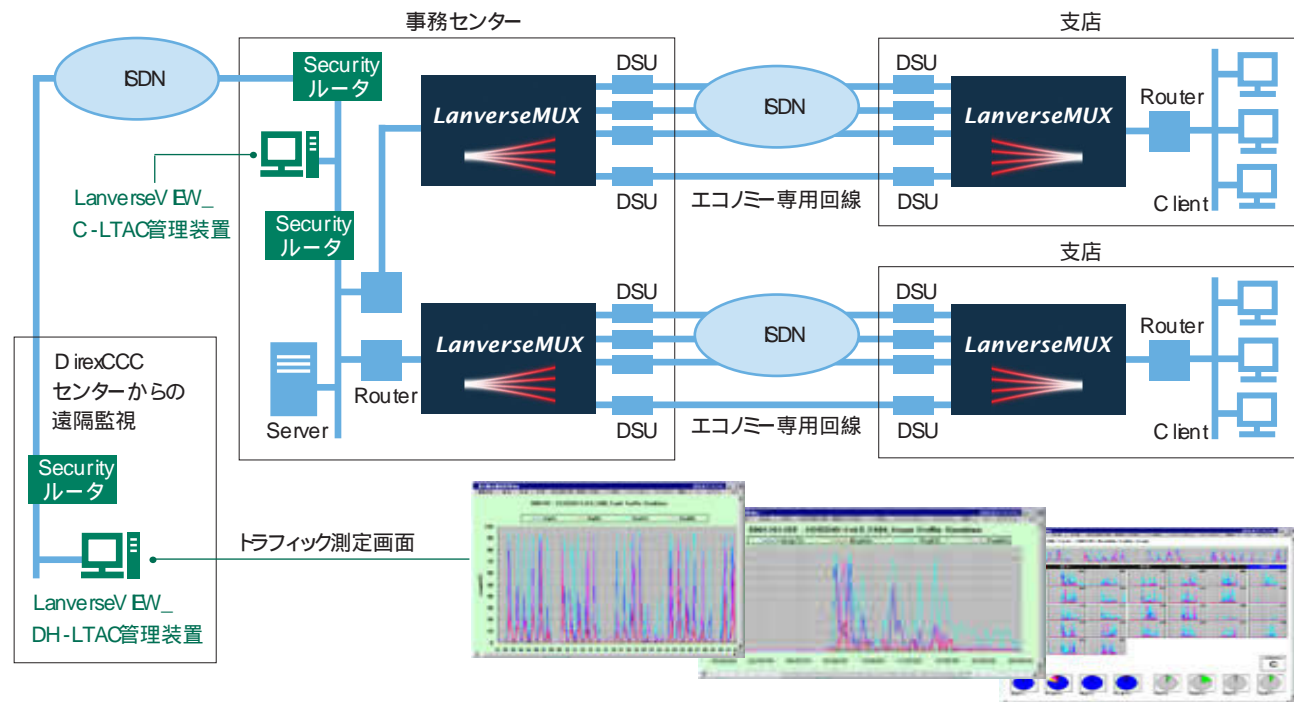 事務センター
支店
ISDN
Security
ルータ
DSU
DSU
LanverseMUX
ISDN
LanverseMUX
Router
LanverseVIEW_
C-LTAC管理装置
DSU
エコノミー専用回線
DSU
Client
Security
ルータ
支店
DSU
DSU
LanverseMUX
ISDN
LanverseMUX
Router
Router
Server
DSU
エコノミー専用回線
DSU
Client
DirexCCC
センターからの
遠隔監視
Security
ルータ
トラフィック測定画面
LanverseVIEW_
DH-LTAC管理装置